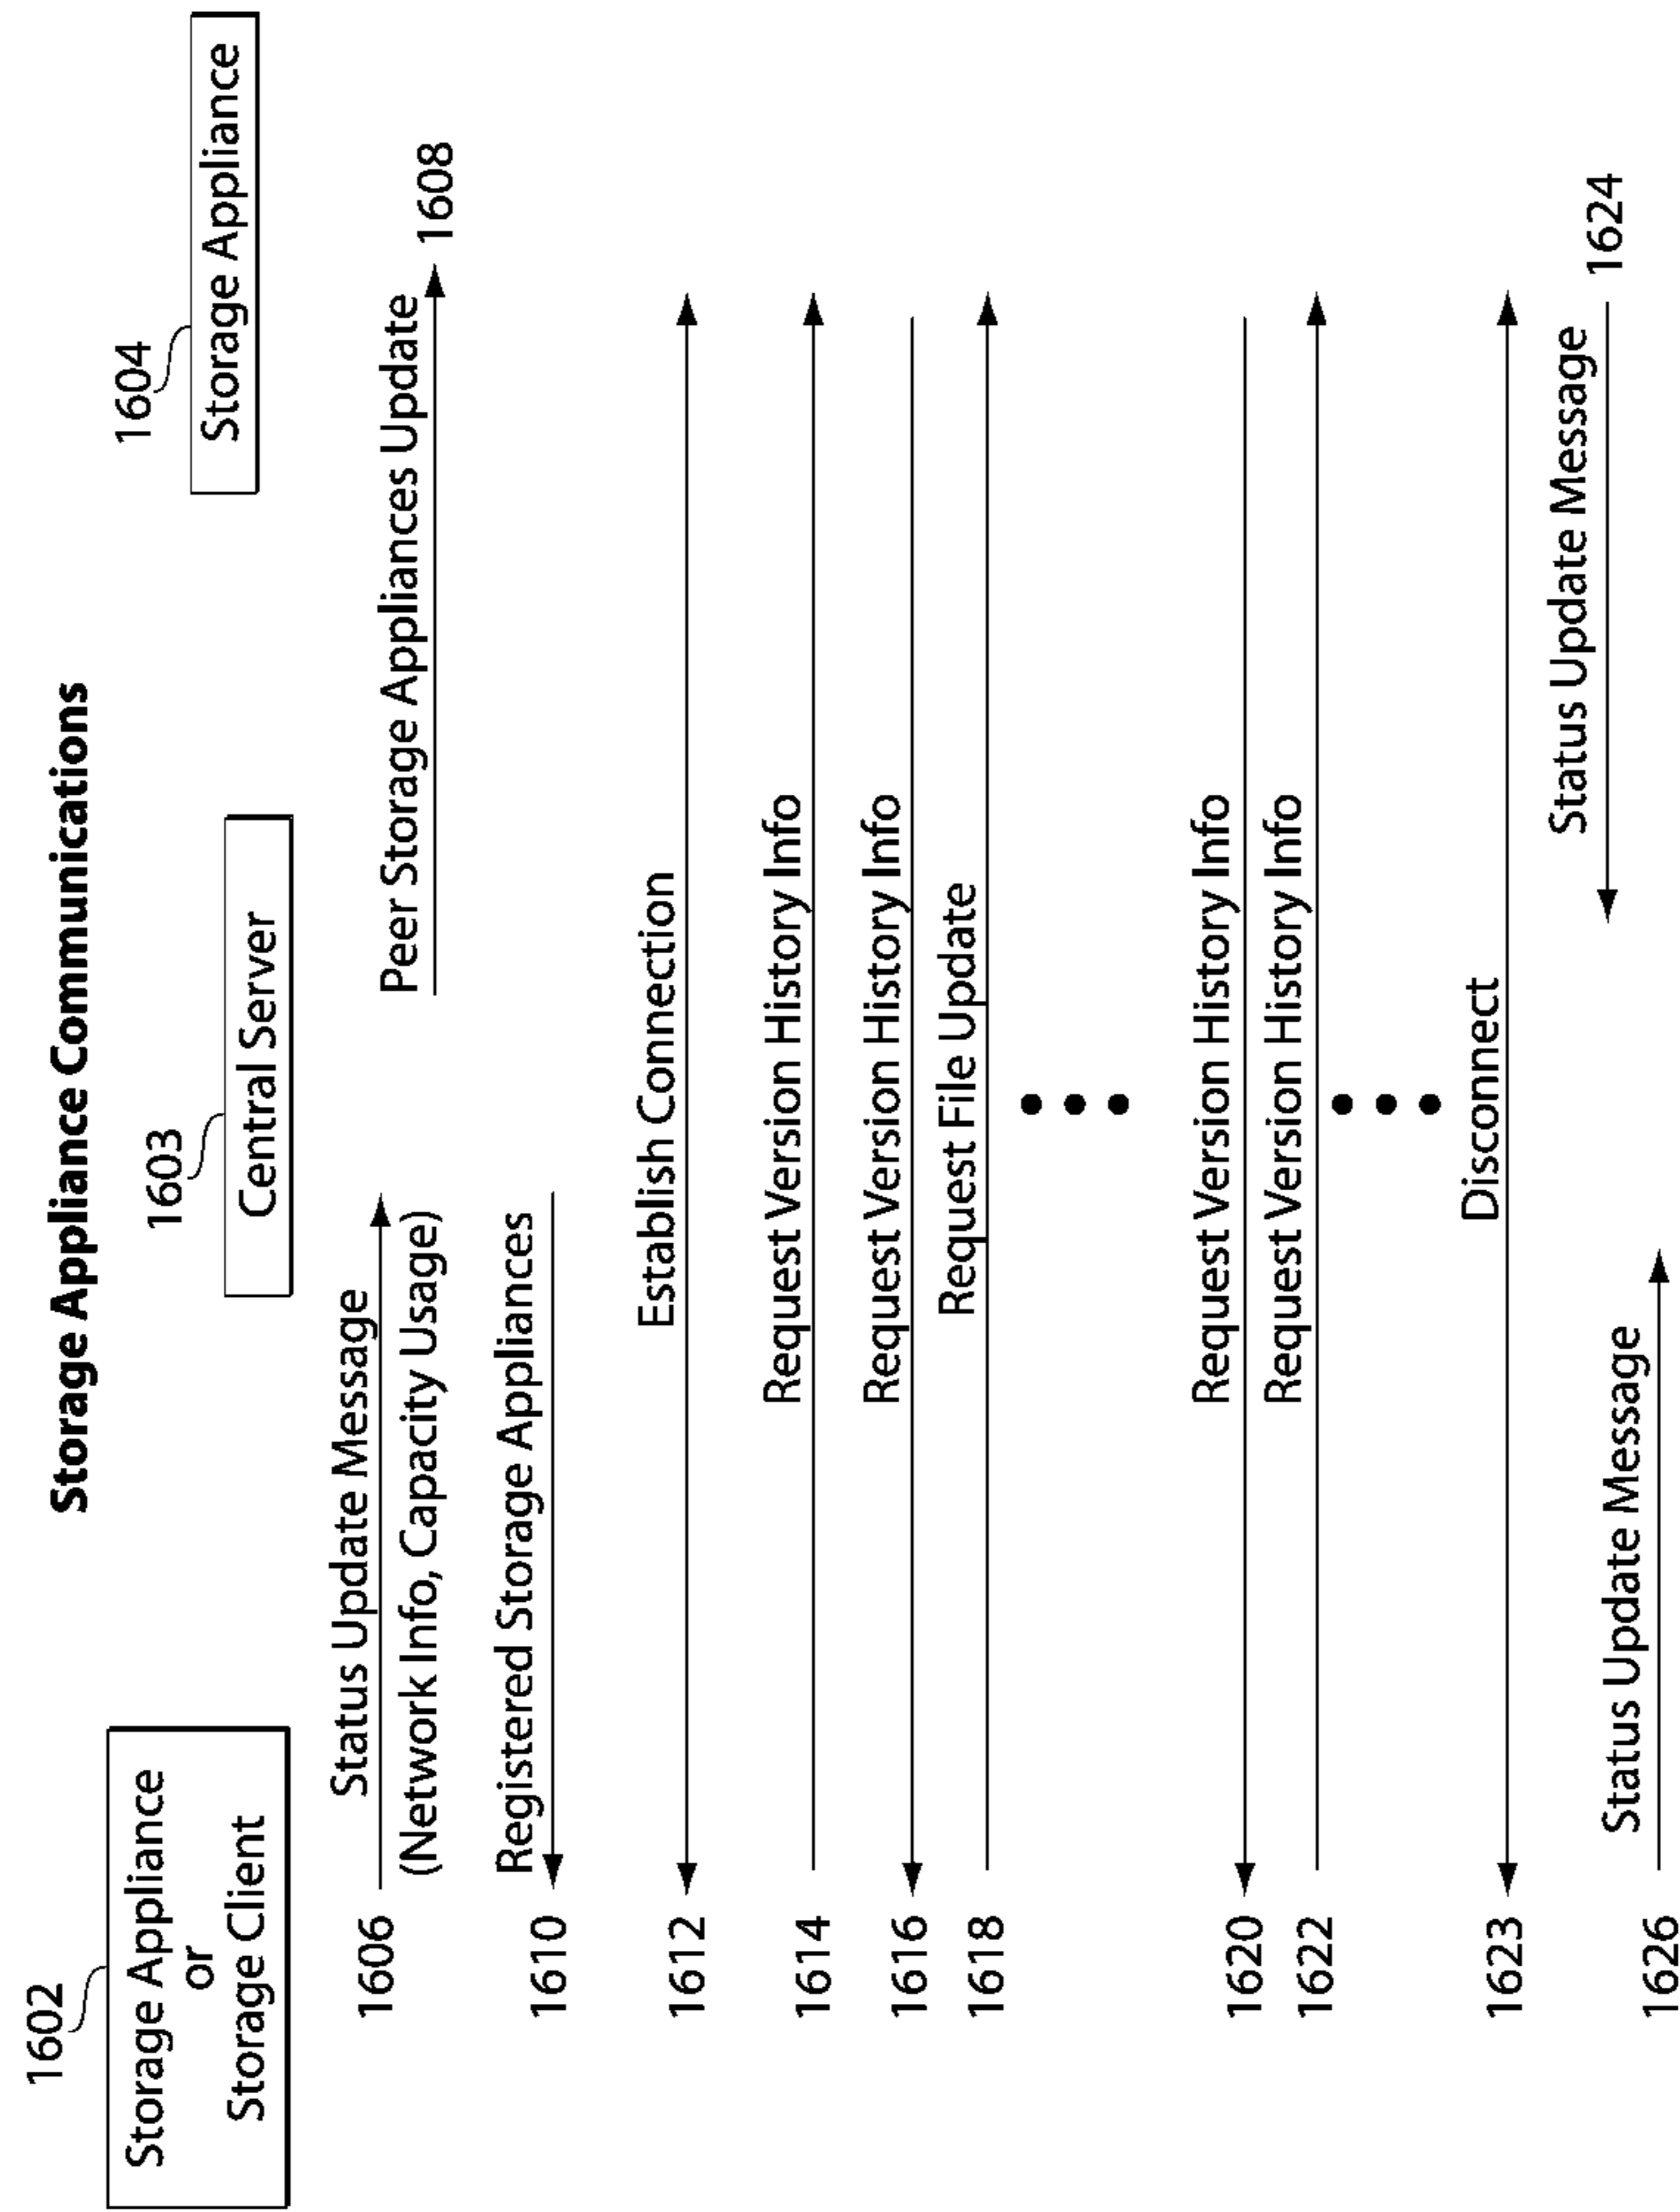 Storage Appliance Communications
1602
1603
1604
Storage Appliance
or
Storage Client
Central Server
Storage Appliance
1606
Status Update Message
(Network Info, Capacity Usage)
Peer Storage Appliances Update
1608
1610
Registered Storage Appliances
1612
Establish Connection
1614
Request Version History Info
1616
Request Version History Info
1618
Request File Update
1620
Request Version History Info
1622
Request Version History Info
1623
Disconnect
Status Update Message
1624
1626
Status Update Message